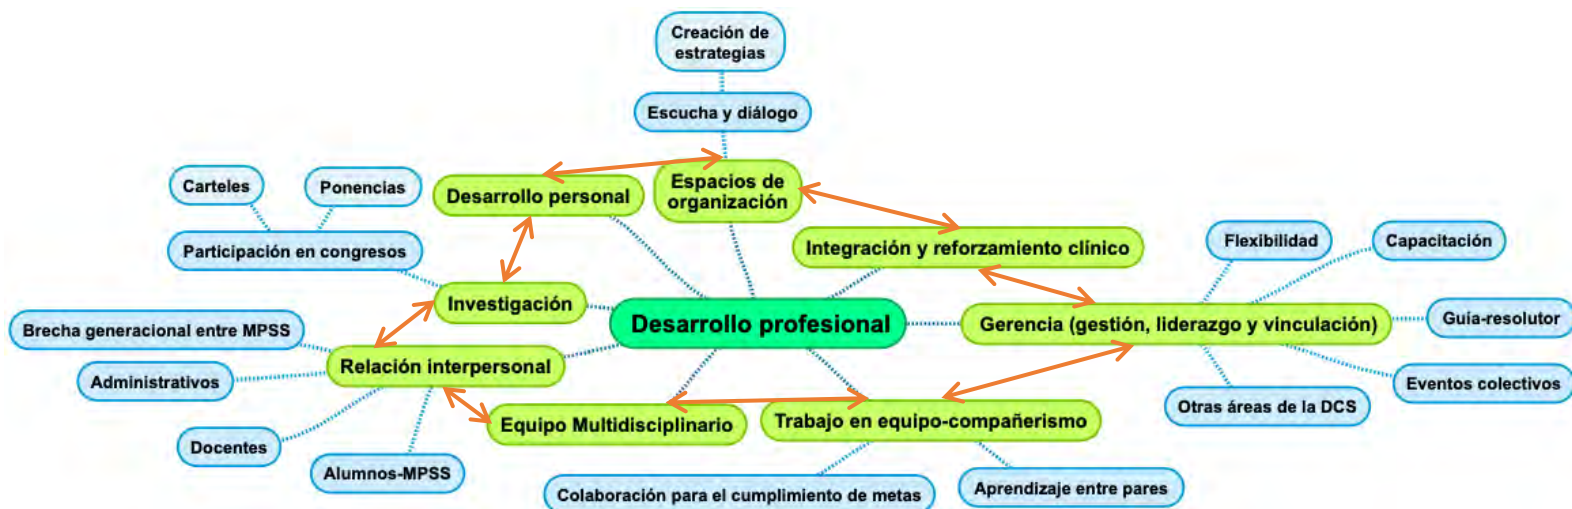 Creación de
estrategias
Escucha y diálogo
Espacios de
organización
Desarrollo personal
Carteles
Ponencias
Participación en congresos
Investigación
Integración y reforzamiento clínico
Flexibilidad
Capacitación
Desarrollo profesional
Gerencia (gestión, liderazgo y vinculación)
Guía-resolutor
Brecha generacional entre MPSS
Relación interpersonal
Administrativos
Docentes
Alumnos-MPSS
Equipo Multidisciplinario
Trabajo en equipo-compañerismo
Otras áreas de la DCS
Eventos colectivos
Colaboración para el cumplimiento de metas
Aprendizaje entre pares